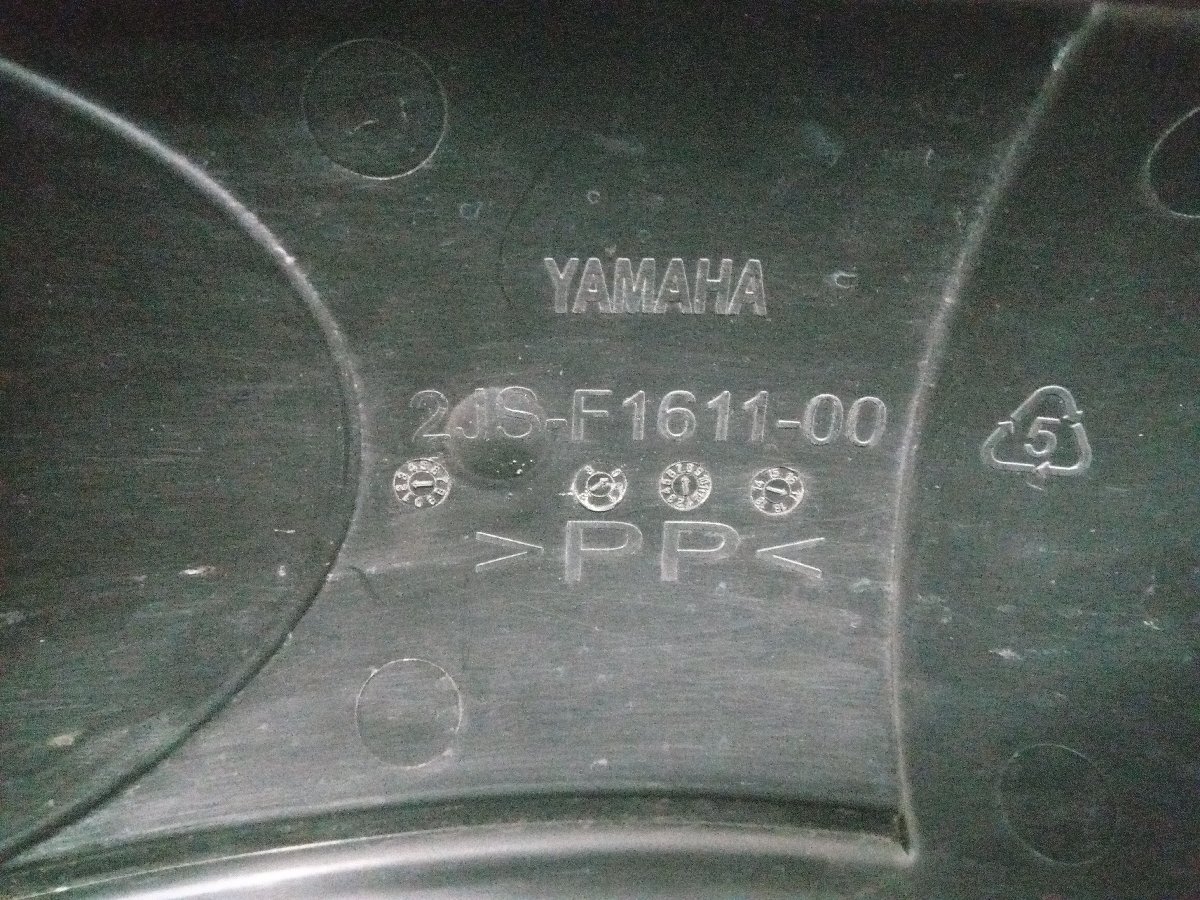 YAMAHA
2JS-F1611-00
5
>PP<